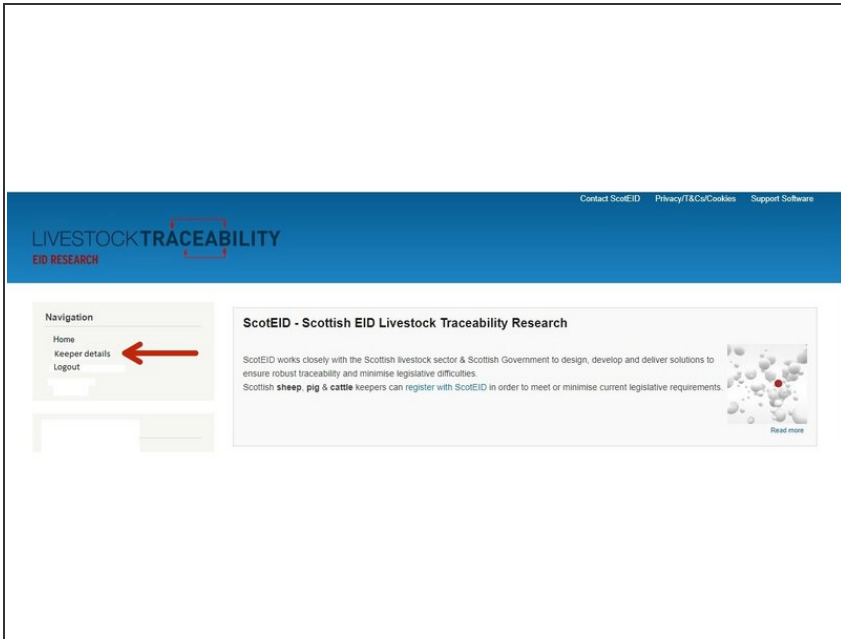 Contact ScotEID Privacy/T&Cs/Cookies Support Software
LIVESTOCKTRACEABILITY
EID RESEARCH
Navigation
Home
Keeper details
Logout
ScotEID - Scottish EID Livestock Traceability Research
ScotEID works closely with the Scottish livestock sector & Scottish Government to design, develop and deliver solutions to
ensure robust traceability and minimise legislative difficulties.
Scottish sheep, pig & cattle keepers can register with ScotEID in order to meet or minimise current legislative requirements.
Read more